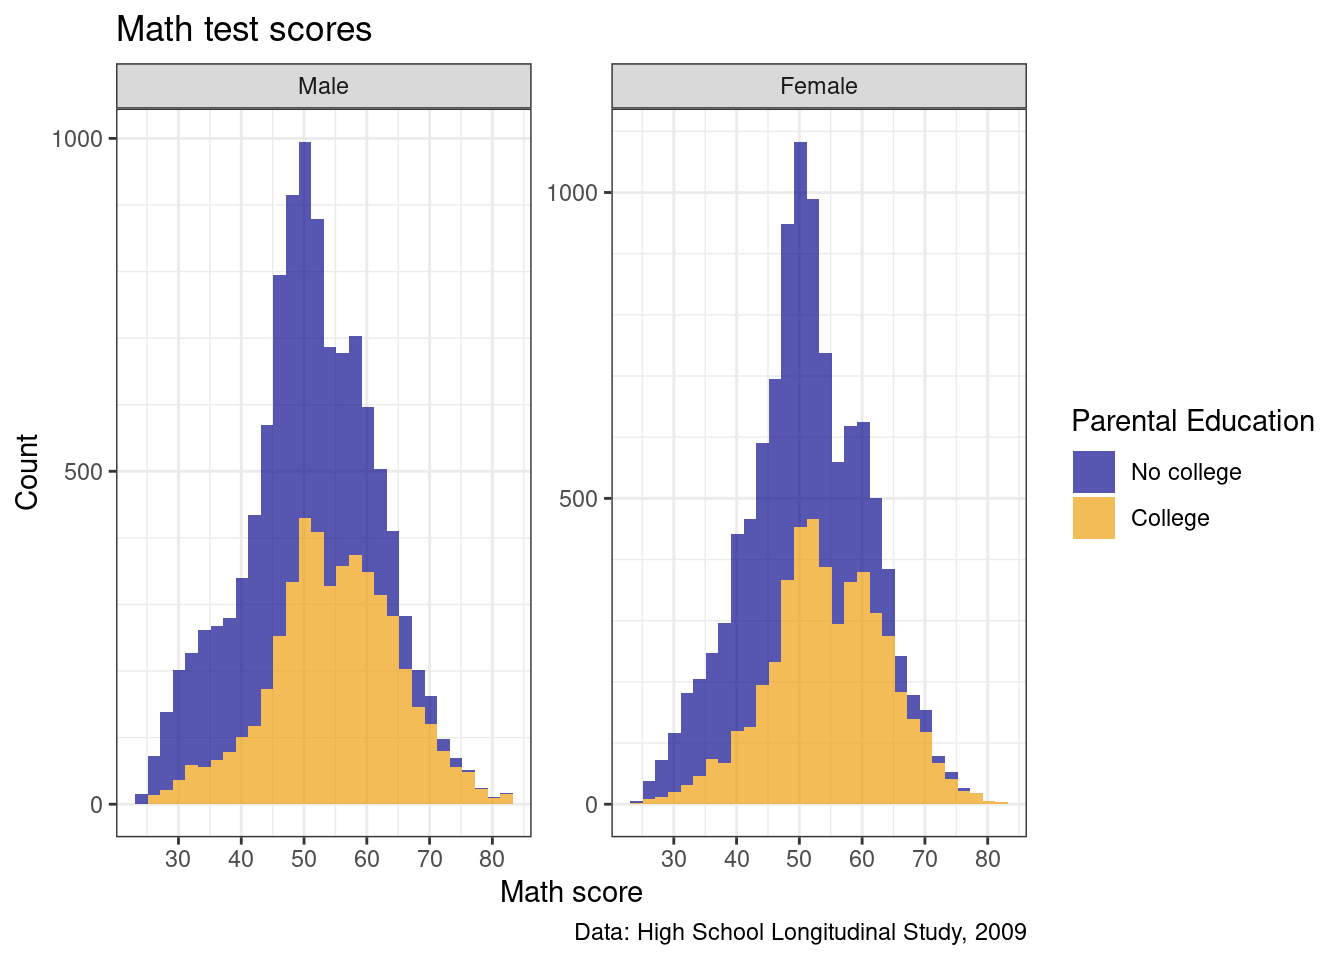 Math test scores
Male
Female
1000
500
0
1000
500
0
Count
30 40 50 60 70 80
30 40 50 60 70 80
Math score
Parental Education
No college
College
Data: High School Longitudinal Study, 2009